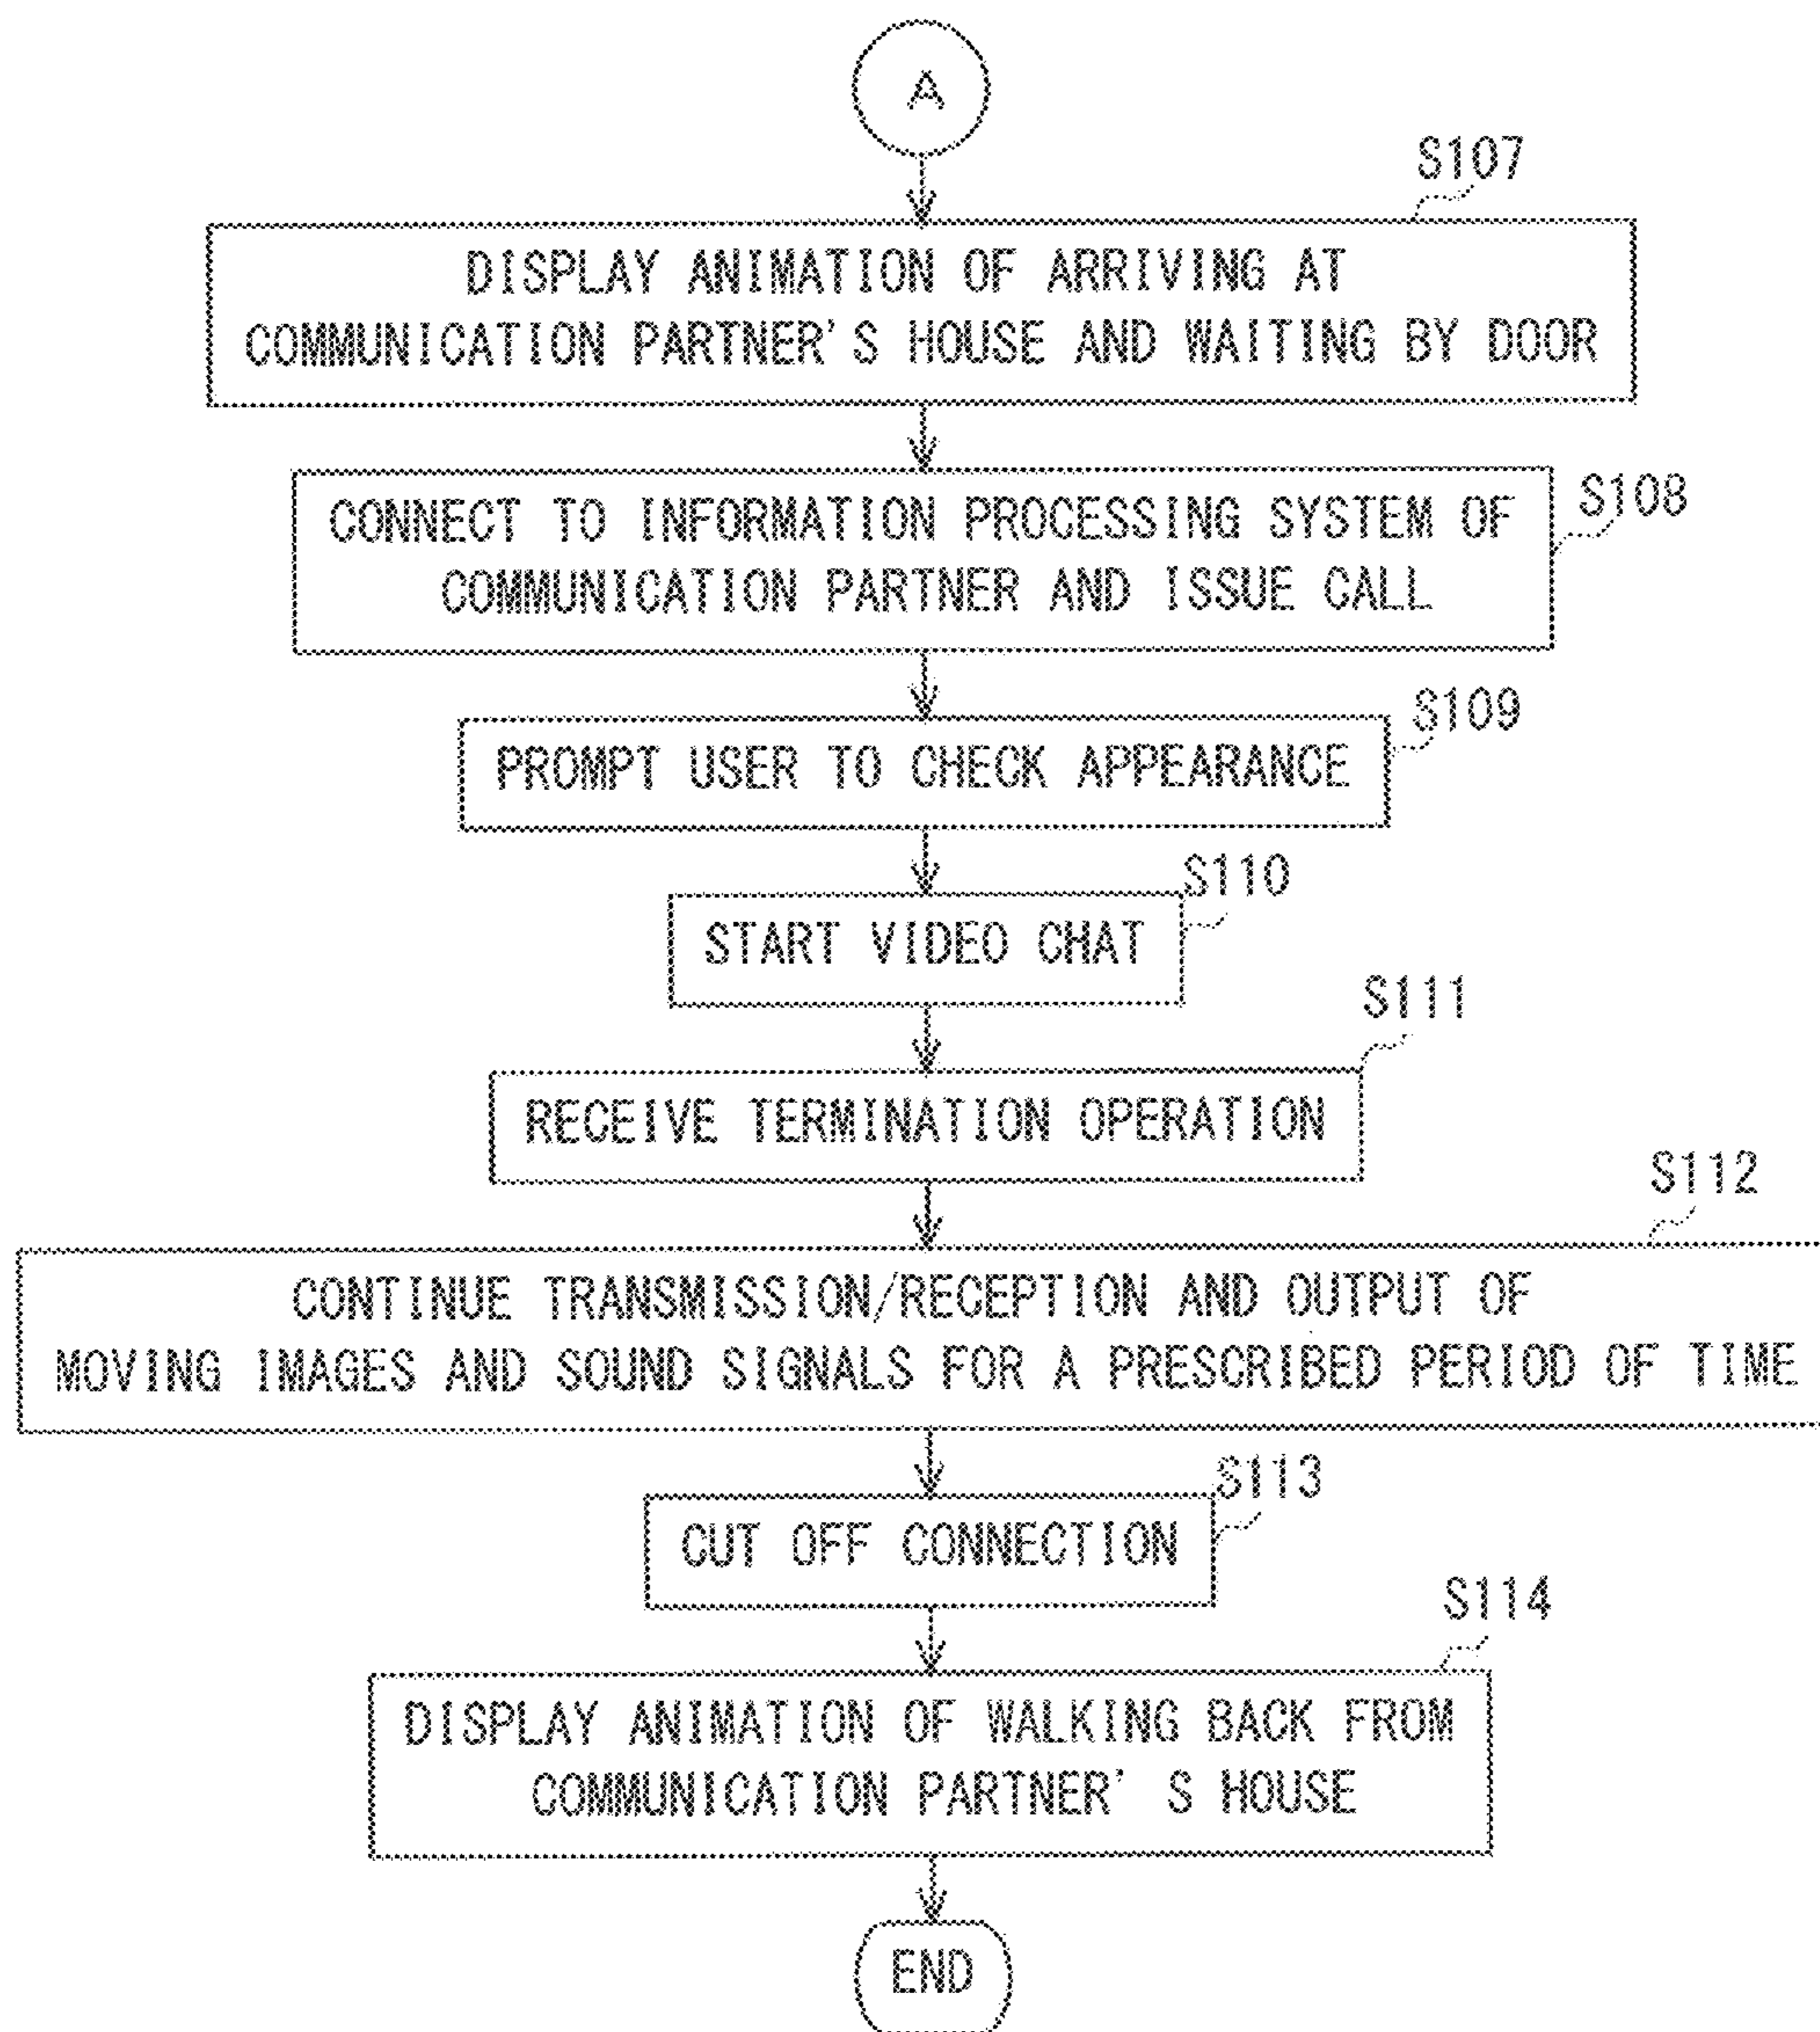 A
S107
DISPLAY ANIMATION OF ARRIVING AT
COMMUNICATION PARTNER'S HOUSE AND WAITING BY DOOR
S108
CONNECT TO INFORMATION PROCESSING SYSTEM OF
COMMUNICATION PARTNER AND ISSUE CALL
S109
PROMPT USER TO CHECK APPEARANCE
S110
START VIDEO CHAT
S111
RECEIVE TERMINATION OPERATION
S112
CONTINUE TRANSMISSION/RECEPTION AND OUTPUT OF
MOVING IMAGES AND SOUND SIGNALS FOR A PRESCRIBED PERIOD OF TIME
S113
CUT OFF CONNECTION
S114
DISPLAY ANIMATION OF WALKING BACK FROM
COMMUNICATION PARTNER' S HOUSE
END